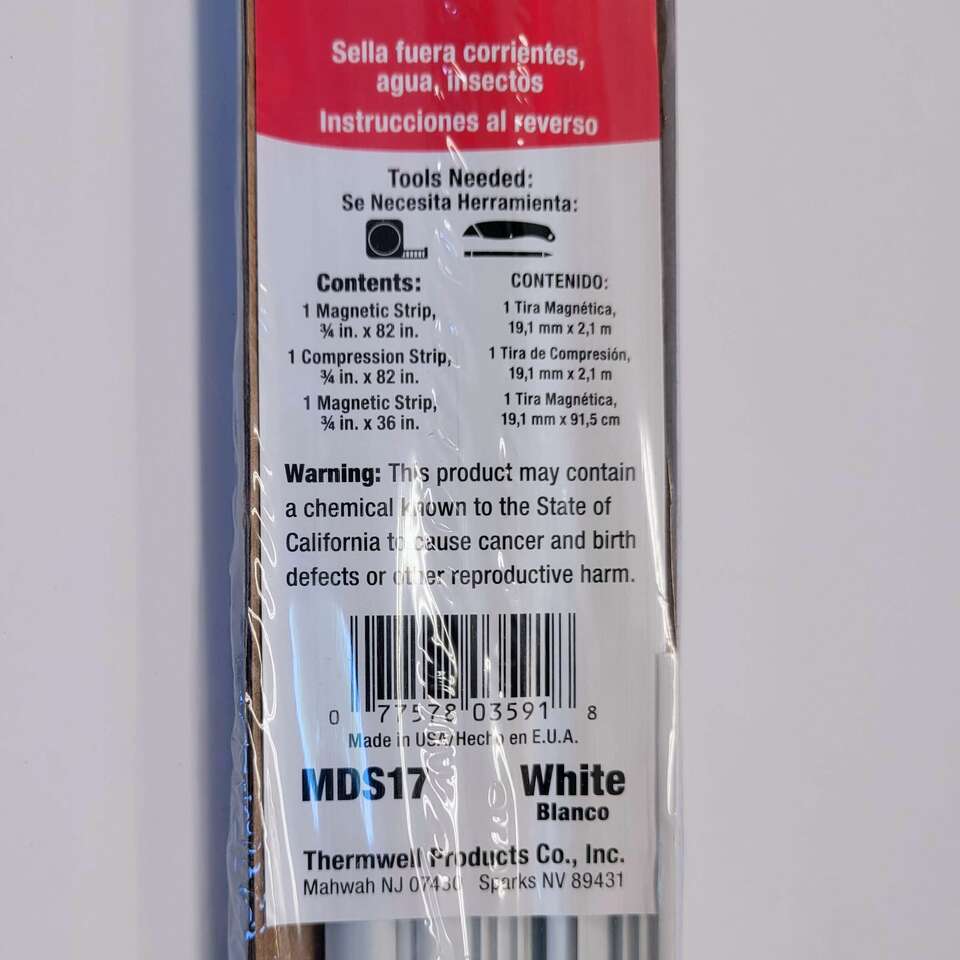 Sella fuera corrientes,
agua, insectos
Instrucciones al reverso
Tools Needed:
Se Necesita Herramienta:
Contents:
1 Magnetic Strip,
¾ in. x 82 in.
1 Compression Strip,
¾ in. x 82 in.
1 Magnetic Strip,
¾ in. x 36 in.
CONTENIDO:
1 Tira Magnética,
19,1 mm x 2,1 m
1 Tira de Compresión,
19,1 mm x 2,1 m
1 Tira Magnética,
19,1 mm x 91,5 cm
Warning: This product may contain
a chemical known to the State of
California to cause cancer and birth
defects or other reproductive harm.
0 77578 03591 8
Made in USA/Hecho en E.U.A.
MDS17 White
Blanco
Thermwell Products Co., Inc.
Mahwah NJ 07430 Sparks NV 89431